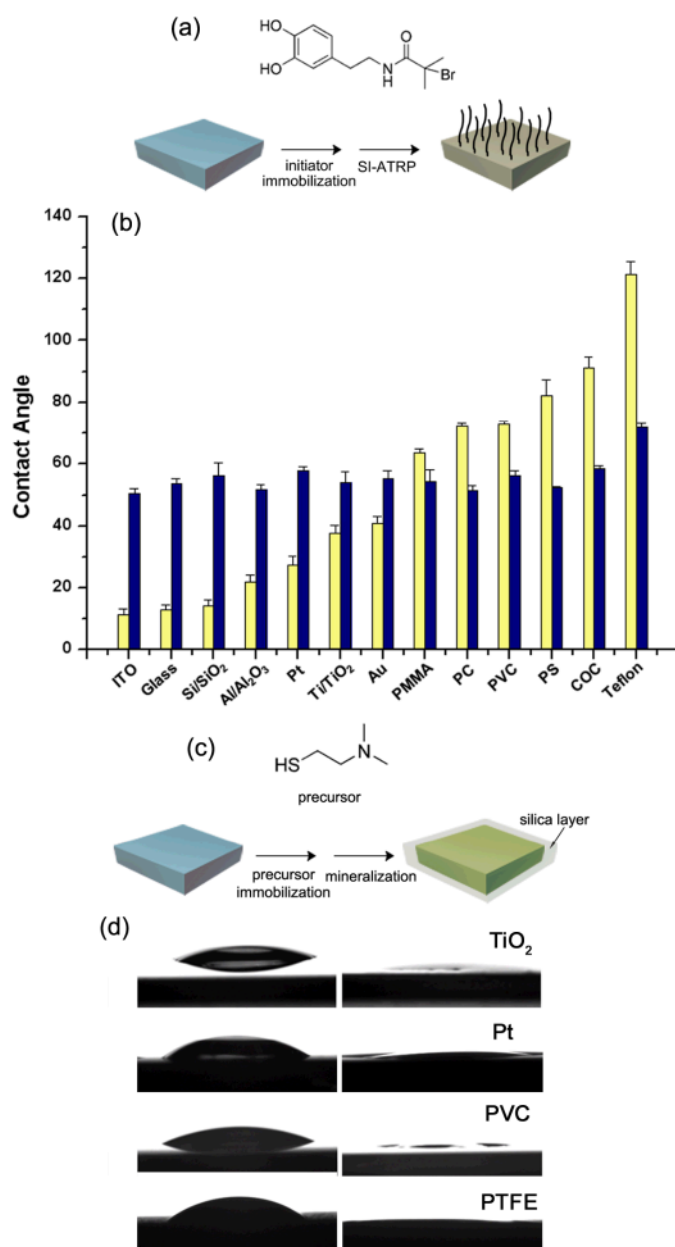 (a)
HO
HO
N
H
O
Br
initiator
immobilization
SI-ATRP
(b)
140
120
100
80
60
40
20
0
Contact Angle
ITO
Glass
Si/SiO2
Al/Al2O3
Pt
Ti/TiO2
Au
PMMA
PC
PVC
PS
COC
Teflon
(c)
HS
N
precursor
silica layer
precursor
immobilization
mineralization
(d)
TiO2
Pt
PVC
PTFE